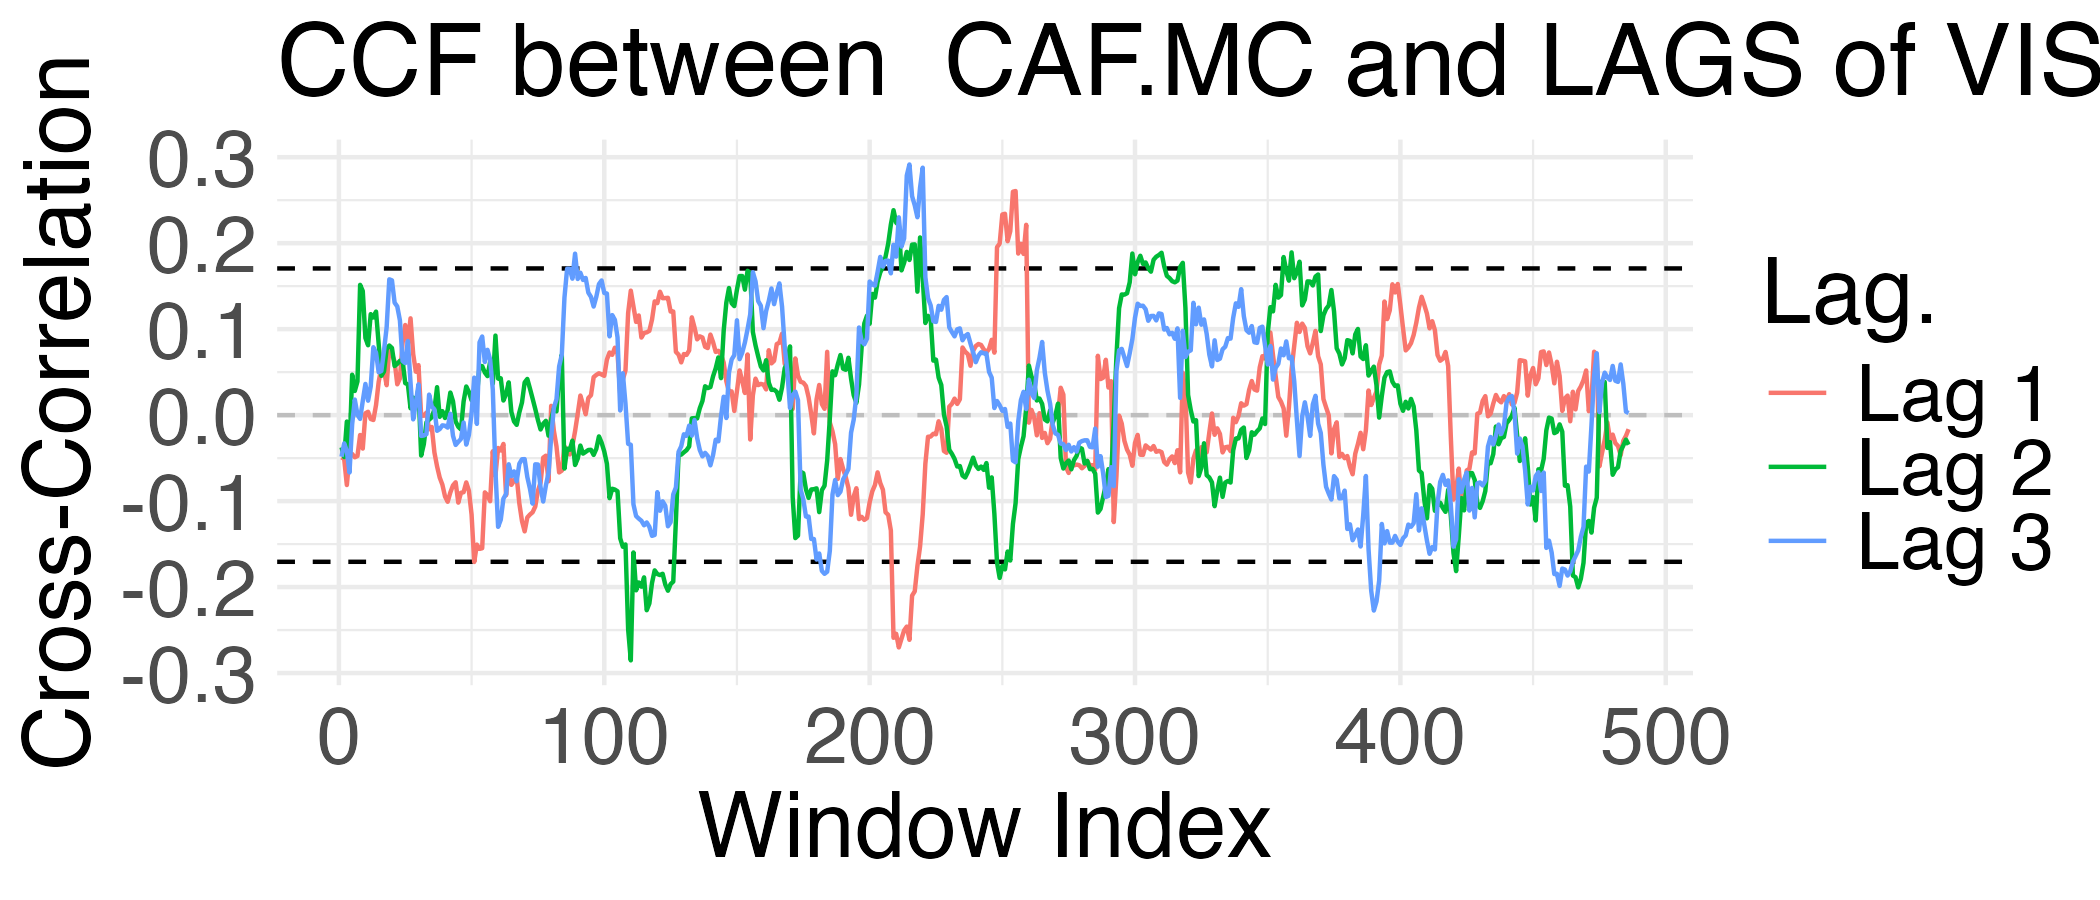 CCF between  CAF.MC and LAGS of VIS
Cross-Correlation
0.3
0.2
0.1
0.0
-0.1
-0.2
-0.3
0 100 200 300 400 500
Window Index
Lag.
Lag 1
Lag 2
Lag 3